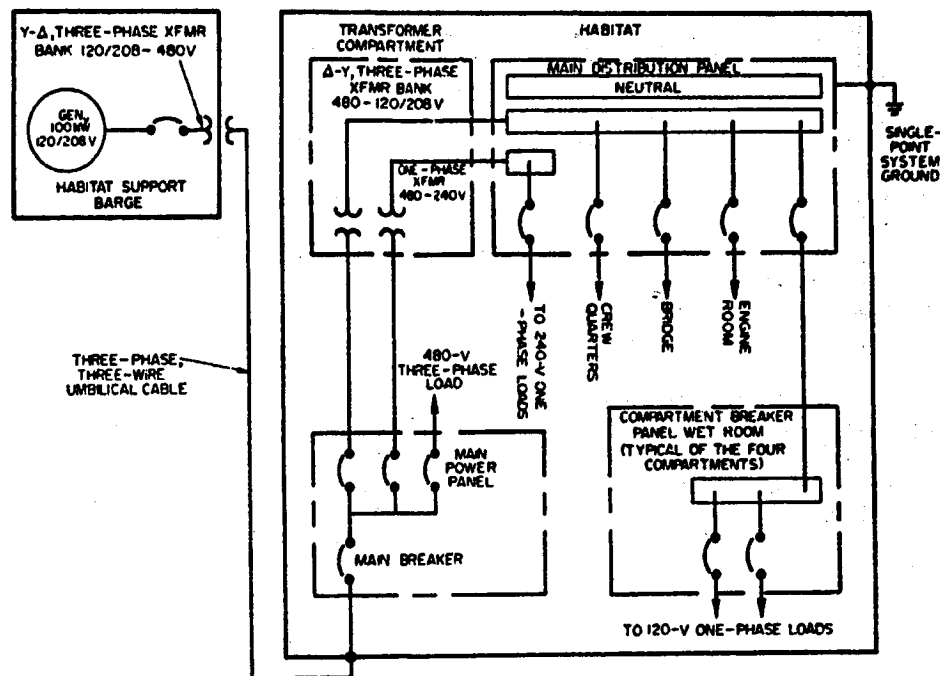 Y-Δ, THREE-PHASE XFMR
BANK 120/208-480V
GEN,
100 kW
120/208V
HABITAT SUPPORT
BARGE
TRANSFORMER
COMPARTMENT
HABITAT
Δ-Y, THREE-PHASE
XFMR BANK
480-120/208V
MAIN DISTRIBUTION PANEL
NEUTRAL
SINGLE-
POINT
SYSTEM
GROUND
ONE-PHASE
XFMR
480-240V
TO 240-V ONE
-PHASE LOADS
CREW
QUARTERS
BRIDGE
ENGINE
ROOM
THREE-PHASE,
THREE-WIRE
UMBILICAL CABLE
480-V
THREE-PHASE
LOAD
MAIN
POWER
PANEL
MAIN BREAKER
COMPARTMENT BREAKER
PANEL WET ROOM
(TYPICAL OF THE FOUR
COMPARTMENTS)
TO 120-V ONE-PHASE LOADS